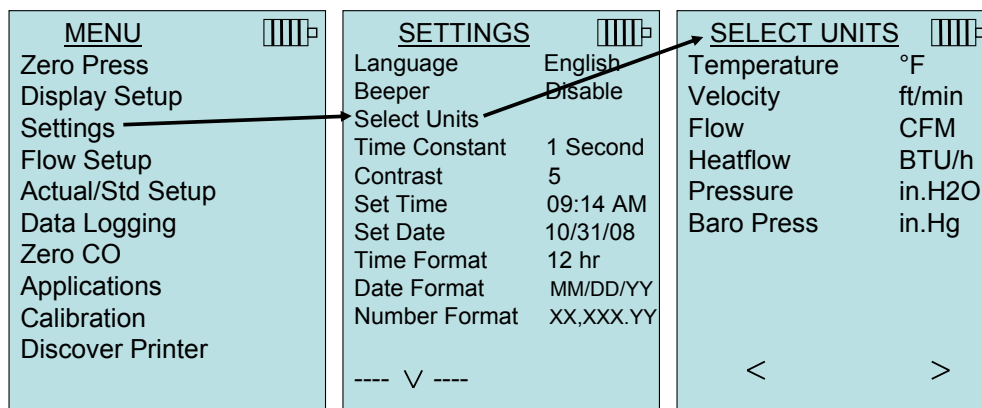 MENU
Zero Press
Display Setup
Settings
Flow Setup
Actual/Std Setup
Data Logging
Zero CO
Applications
Calibration
Discover Printer
SETTINGS
Language English
Beeper Disable
Select Units
Time Constant 1 Second
Contrast 5
Set Time 09:14 AM
Set Date 10/31/08
Time Format 12 hr
Date Format MM/DD/YY
Number Format XX,XXX.YY
---- ∨ ----
SELECT UNITS
Temperature °F
Velocity ft/min
Flow CFM
Heatflow BTU/h
Pressure in.H2O
Baro Press in.Hg
< >